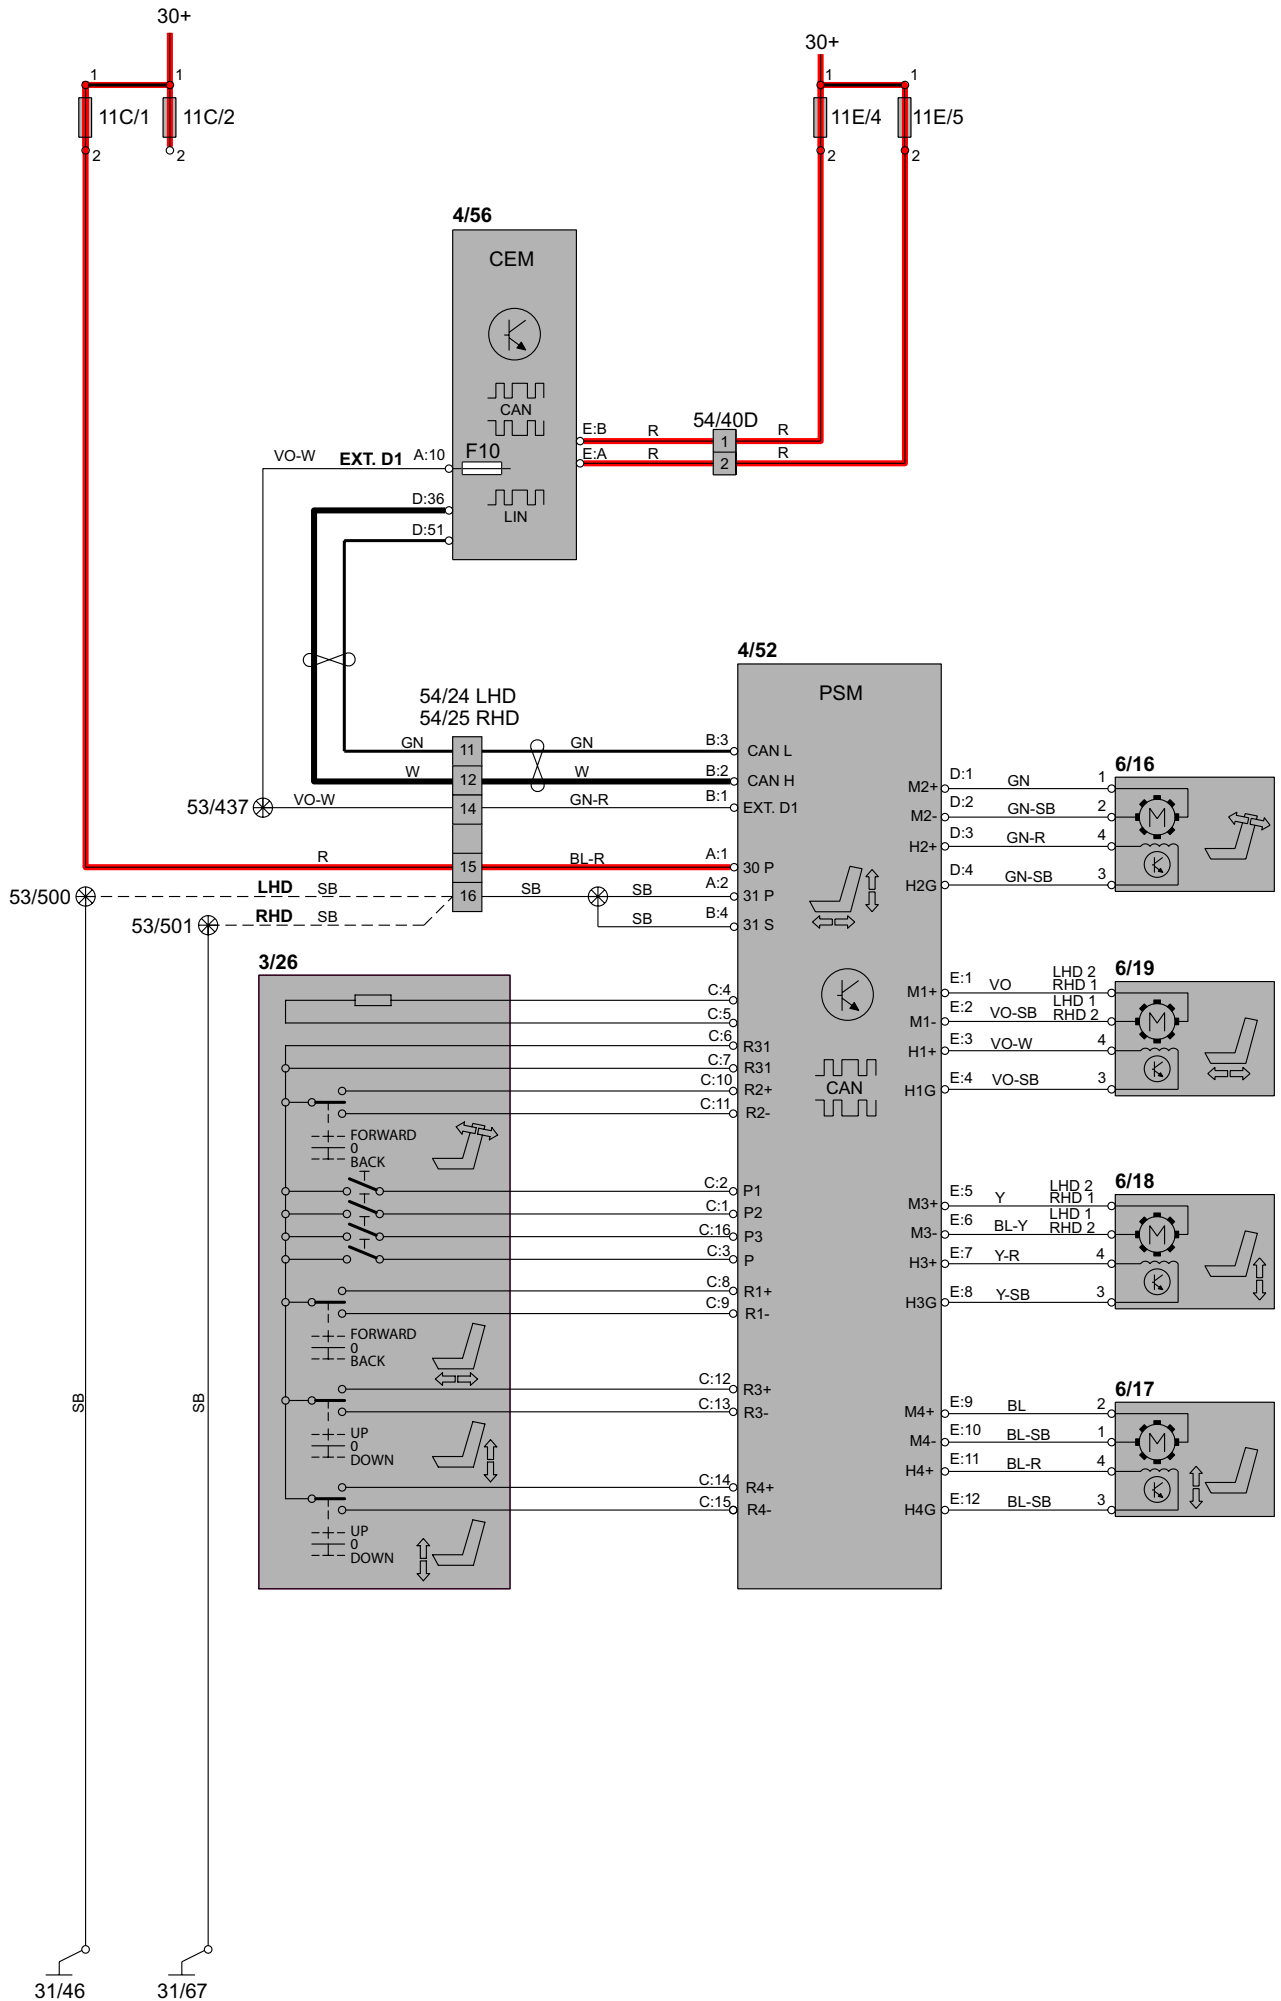 30+
30+
1 1
11C/1 11C/2
2 2
1 1
11E/4 11E/5
2 2
4/56
CEM
CAN
LIN
F10
E:B R R
E:A R R
54/40D
1
2
VO-W EXT. D1 A:10
D:36
D:51
4/52
PSM
54/24 LHD
54/25 RHD
GN 11 GN B:3 CAN L
W 12 W B:2 CAN H
53/437 VO-W 14 GN-R B:1 EXT. D1
R 15 BL-R A:1 30 P
53/500 LHD SB 16 SB SB A:2 31 P
53/501 RHD SB SB B:4 31 S
CAN
3/26
C:4
C:5
C:6 R31
C:7 R31
C:10 R2+
C:11 R2-
FORWARD
0
BACK
C:2 P1
C:1 P2
C:16 P3
C:3 P
C:8 R1+
C:9 R1-
FORWARD
0
BACK
C:12 R3+
C:13 R3-
UP
0
DOWN
C:14 R4+
C:15 R4-
UP
0
DOWN
6/16
M2+ D:1 GN 1
M2- D:2 GN-SB 2
H2+ D:3 GN-R 4
H2G D:4 GN-SB 3
M
6/19
M1+ E:1 VO LHD 2
RHD 1
M1- E:2 VO-SB LHD 1
RHD 2
H1+ E:3 VO-W 4
H1G E:4 VO-SB 3
M
6/18
M3+ E:5 Y LHD 2
RHD 1
M3- E:6 BL-Y LHD 1
RHD 2
H3+ E:7 Y-R 4
H3G E:8 Y-SB 3
M
6/17
M4+ E:9 BL 2
M4- E:10 BL-SB 1
H4+ E:11 BL-R 4
H4G E:12 BL-SB 3
M
SB
SB
31/46
31/67